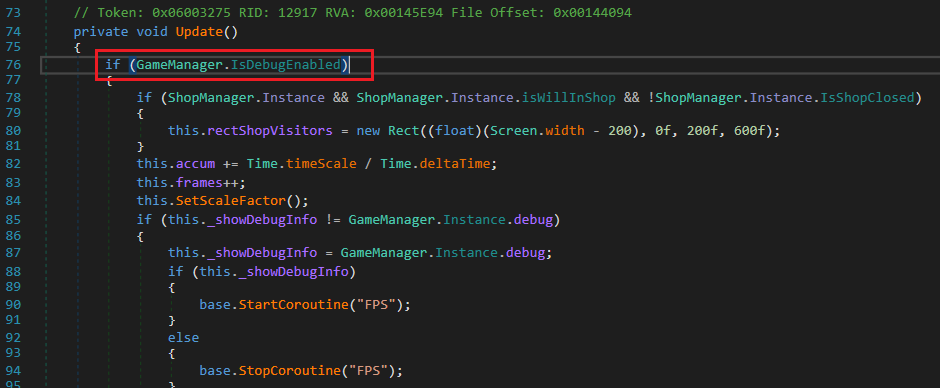 73 // Token: 0x06003275 RID: 12917 RVA: 0x00145E94 File Offset: 0x00144094
74 private void Update()
75 {
76 if (GameManager.IsDebugEnabled)
77 {
78 if (ShopManager.Instance && ShopManager.Instance.isWillInShop && !ShopManager.Instance.IsShopClosed)
79 {
80 this.rectShopVisitors = new Rect((float)(Screen.width - 200), 0f, 200f, 600f);
81 }
82 this.accum += Time.timeScale / Time.deltaTime;
83 this.frames++;
84 this.SetScaleFactor();
85 if (this._showDebugInfo != GameManager.Instance.debug)
86 {
87 this._showDebugInfo = GameManager.Instance.debug;
88 if (this._showDebugInfo)
89 {
90 base.StartCoroutine("FPS");
91 }
92 else
93 {
94 base.StopCoroutine("FPS");
95 }